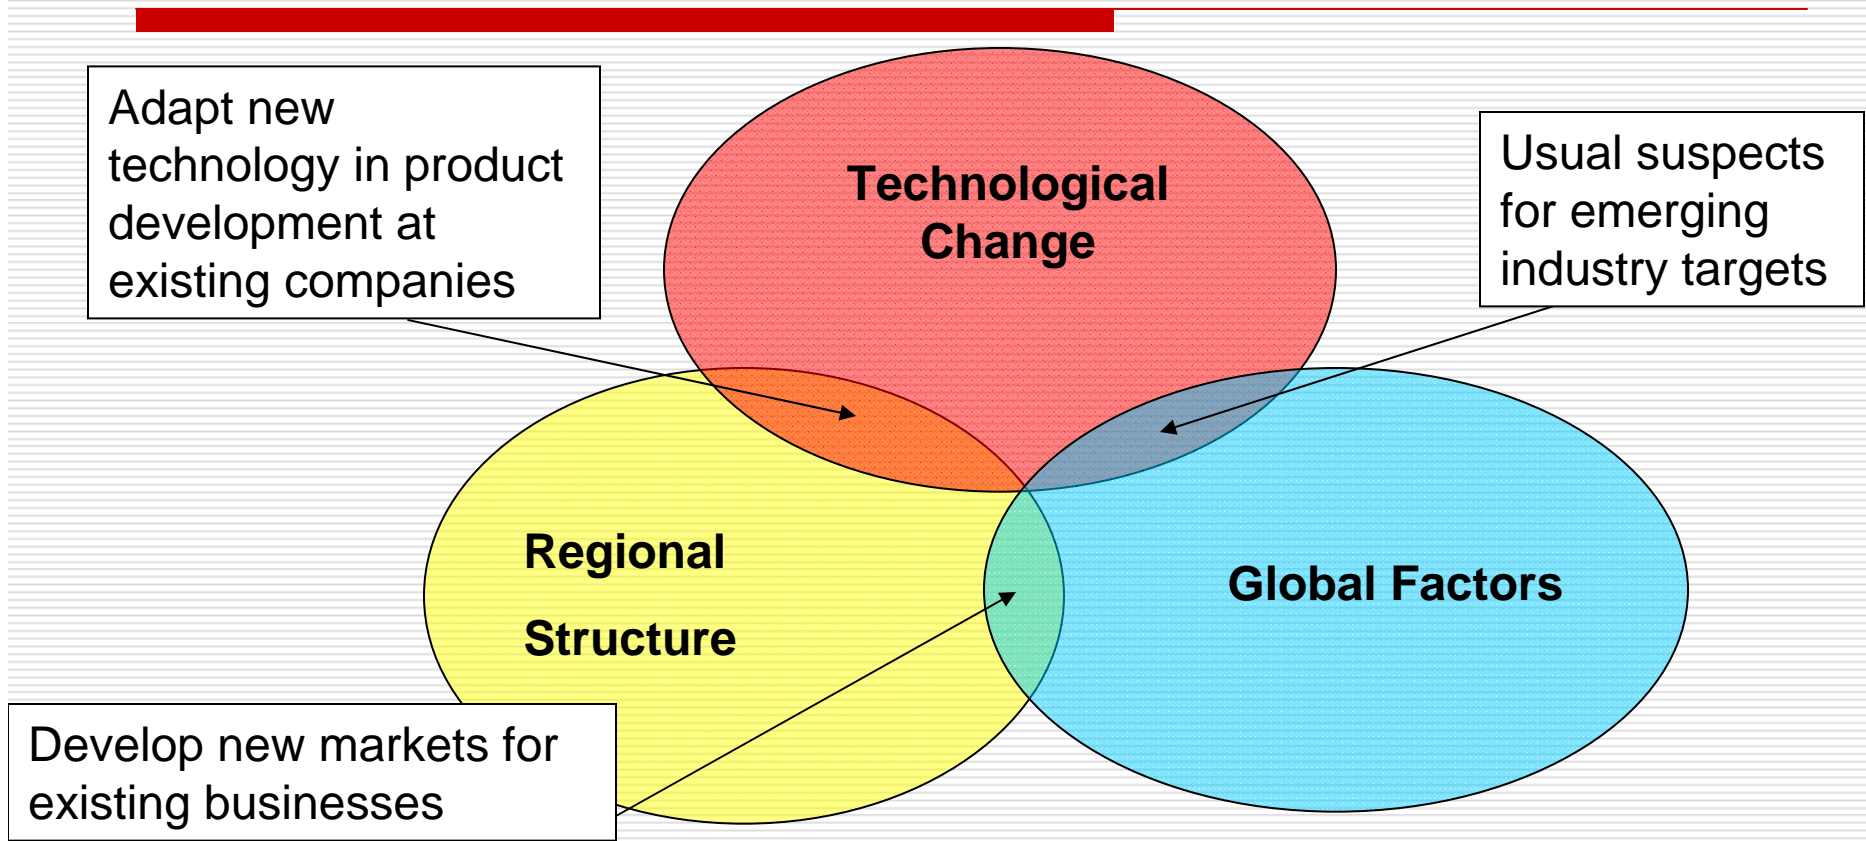 Adapt new
technology in product
development at
existing companies
Technological
Change
Usual suspects
for emerging
industry targets
Regional
Structure
Global Factors
Develop new markets for
existing businesses